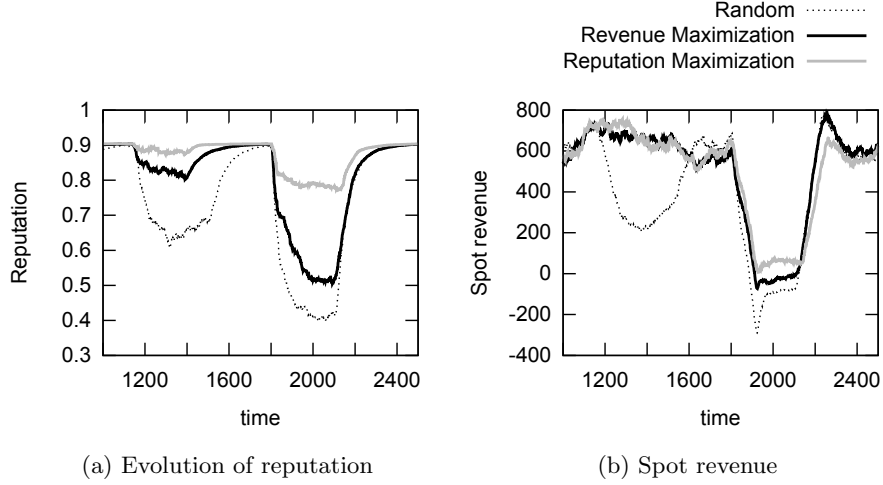 Random
Revenue Maximization
Reputation Maximization
1
0.9
0.8
0.7
0.6
0.5
0.4
0.3
Reputation
1200 1600 2000 2400
time
(a) Evolution of reputation
800
600
400
200
0
-200
-400
Spot revenue
1200 1600 2000 2400
time
(b) Spot revenue